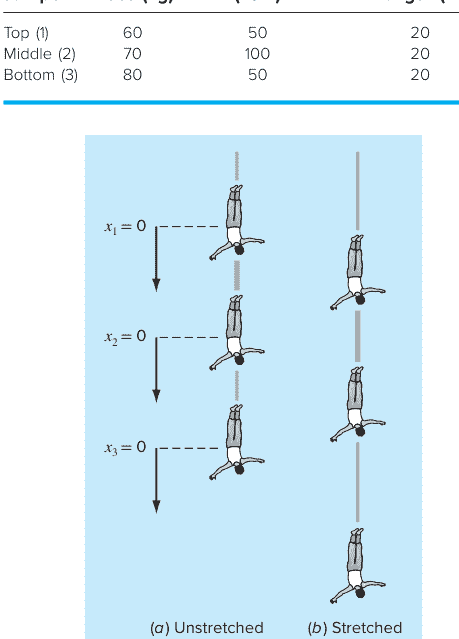 Top (1) 60 50 20
Middle (2) 70 100 20
Bottom (3) 80 50 20
x₁ = 0
x₂ = 0
x₃ = 0
(a) Unstretched (b) Stretched